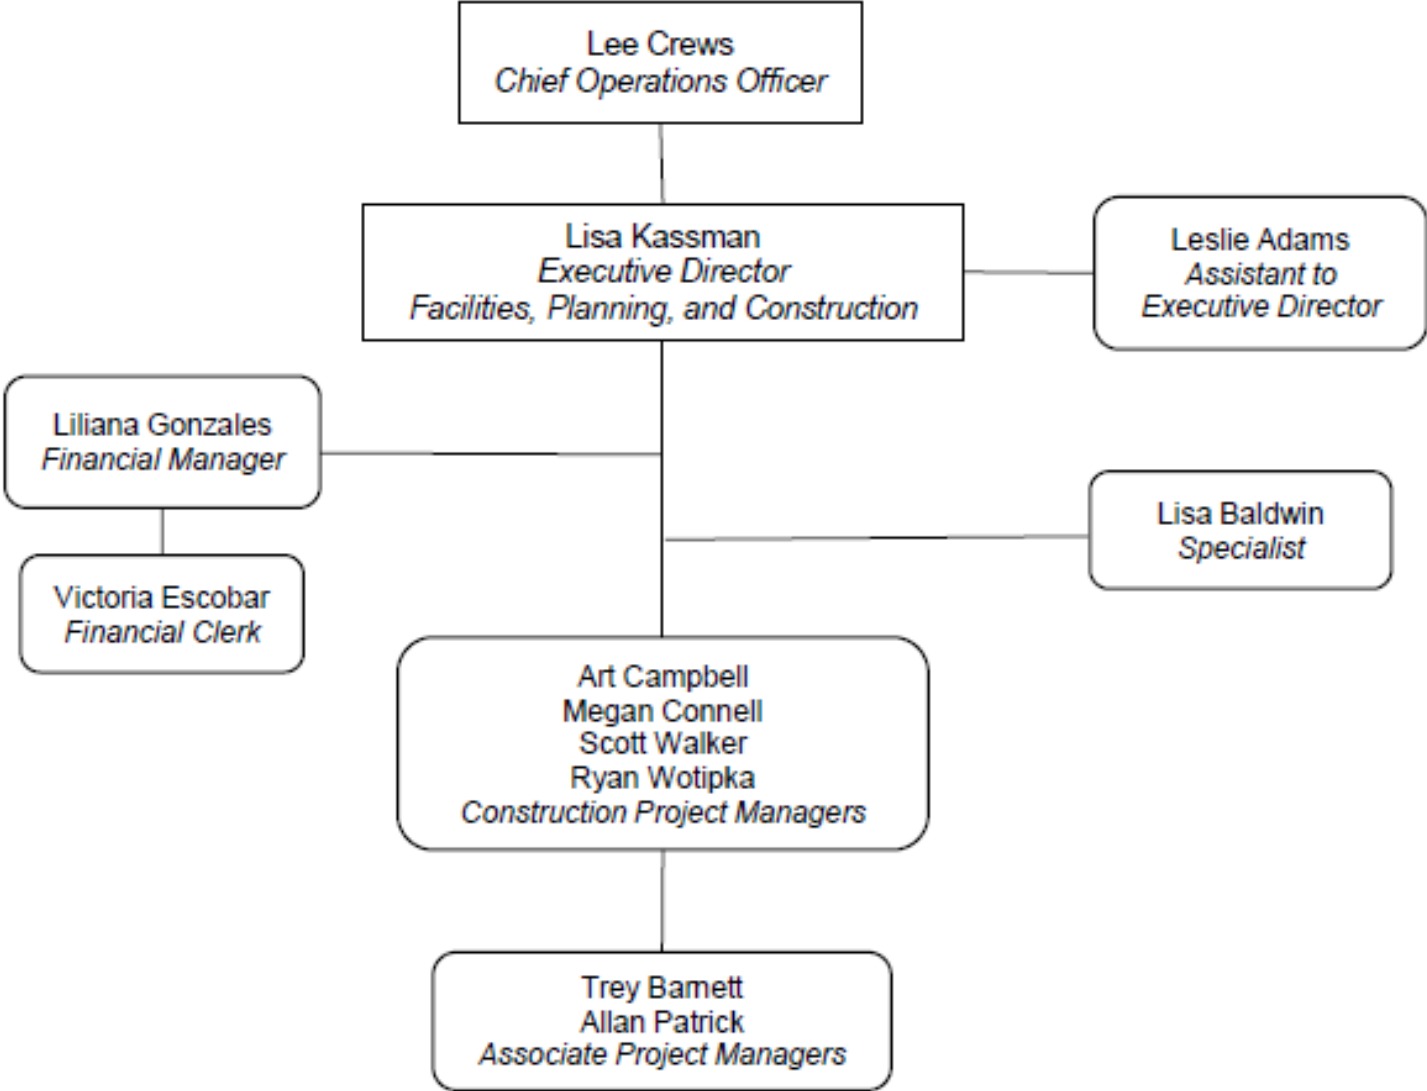 Lee Crews
Chief Operations Officer
Lisa Kassman
Executive Director
Facilities, Planning, and Construction
Leslie Adams
Assistant to
Executive Director
Liliana Gonzales
Financial Manager
Lisa Baldwin
Specialist
Victoria Escobar
Financial Clerk
Art Campbell
Megan Connell
Scott Walker
Ryan Wotipka
Construction Project Managers
Trey Barnett
Allan Patrick
Associate Project Managers